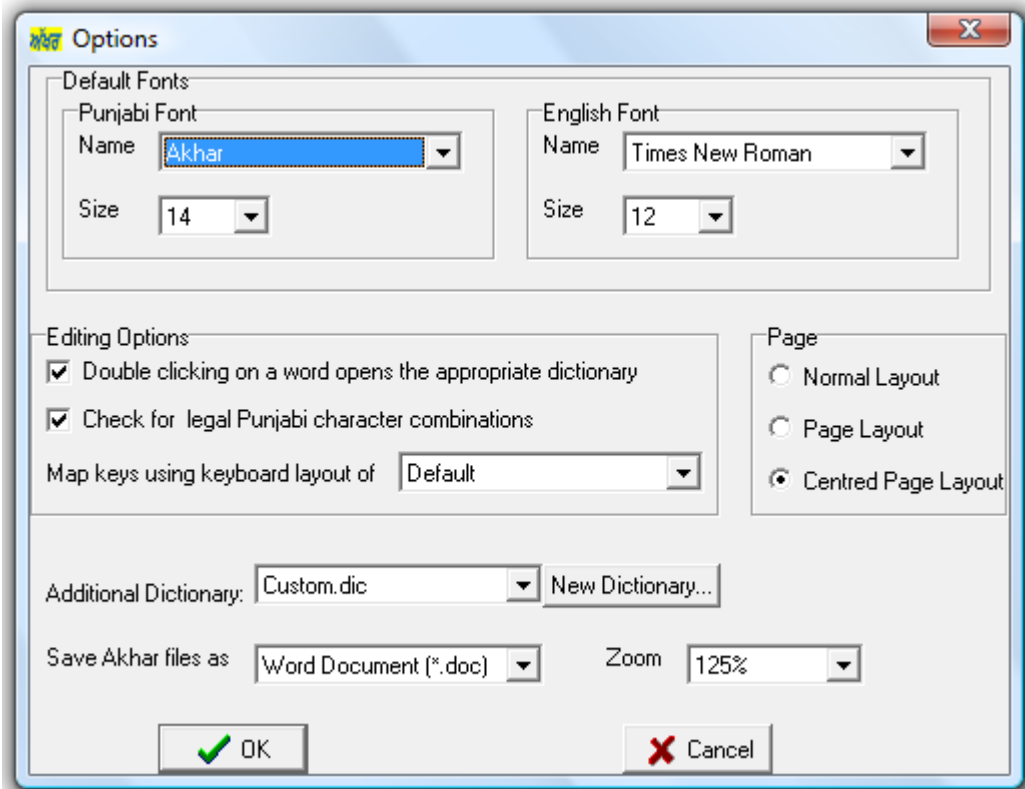 ਅੱਖਰ Options
Default Fonts
Punjabi Font
Name Akhar
Size 14
English Font
Name Times New Roman
Size 12
Editing Options
Double clicking on a word opens the appropriate dictionary
Check for legal Punjabi character combinations
Map keys using keyboard layout of Default
Page
Normal Layout
Page Layout
Centred Page Layout
Additional Dictionary: Custom.dic New Dictionary...
Save Akhar files as Word Document (*.doc) Zoom 125%
OK Cancel